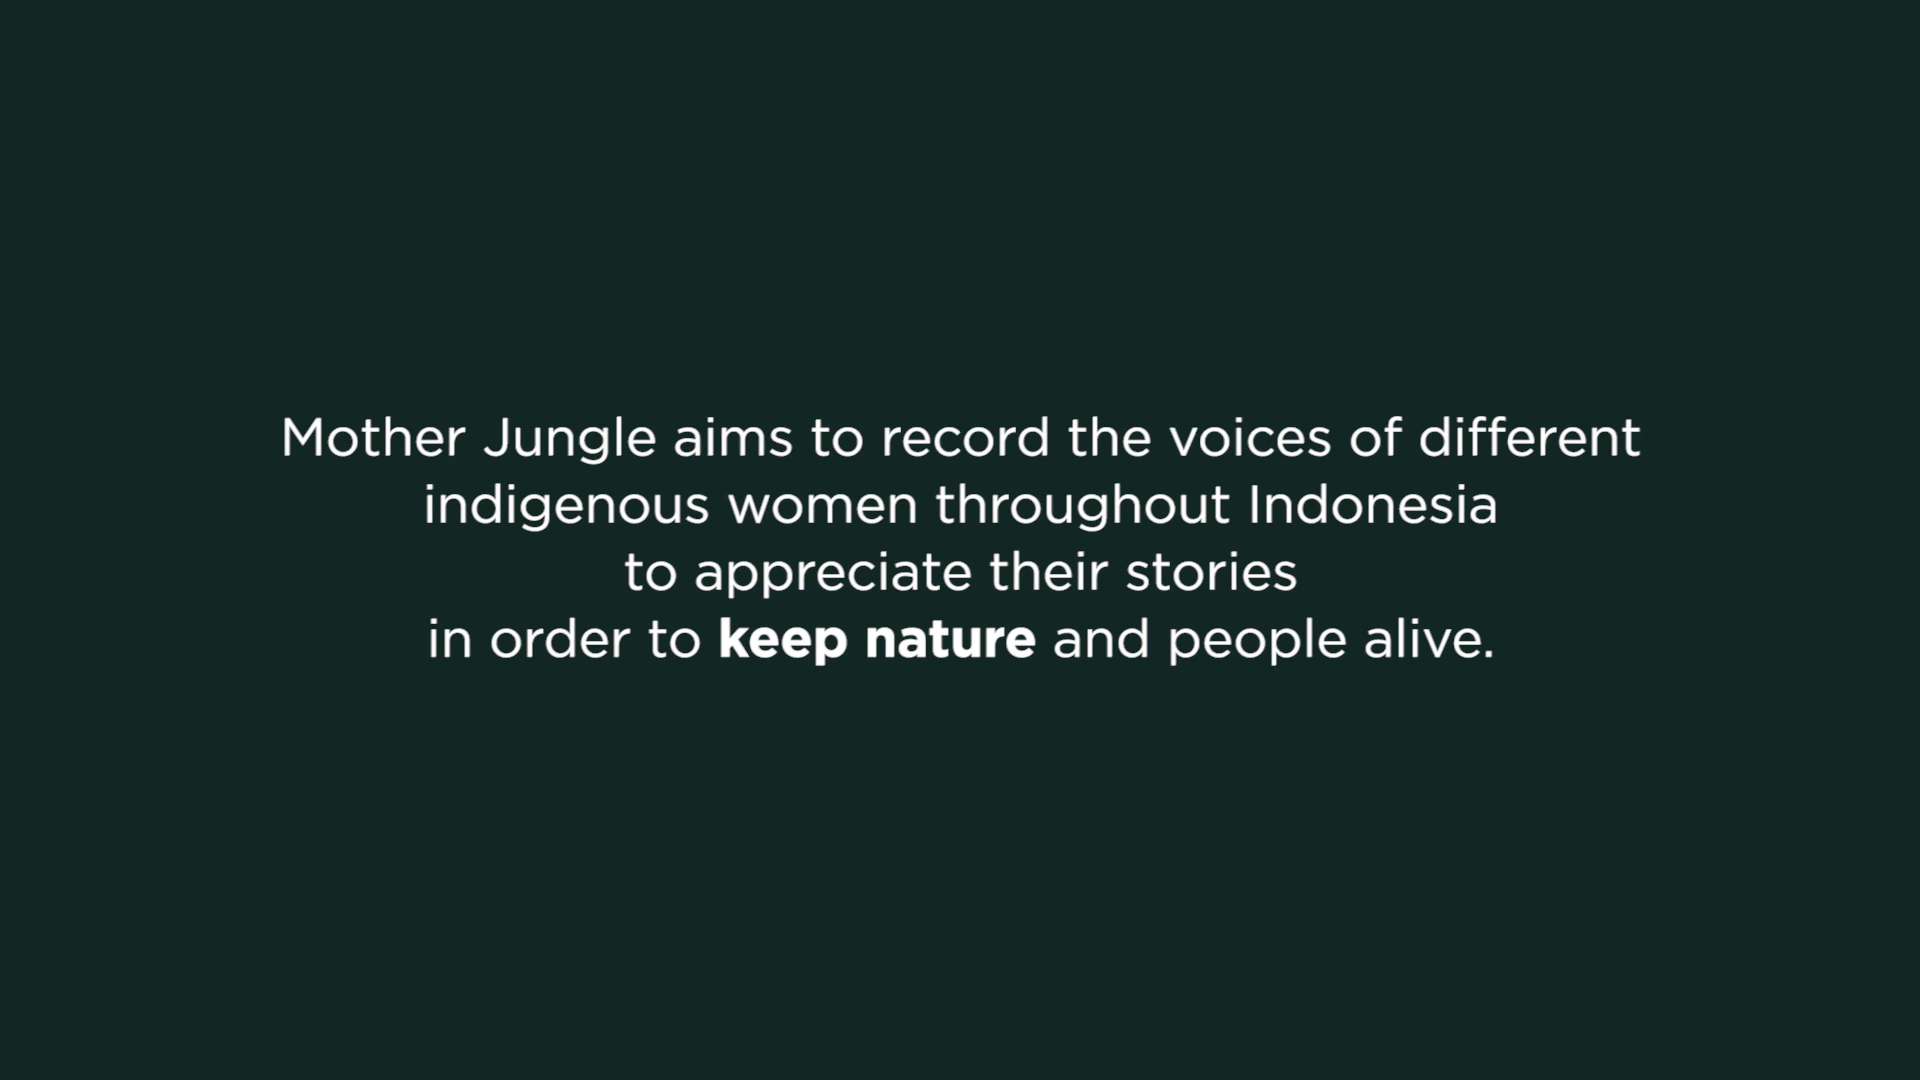 Mother Jungle aims to record the voices of different
indigenous women throughout Indonesia
to appreciate their stories
in order to keep nature and people alive.